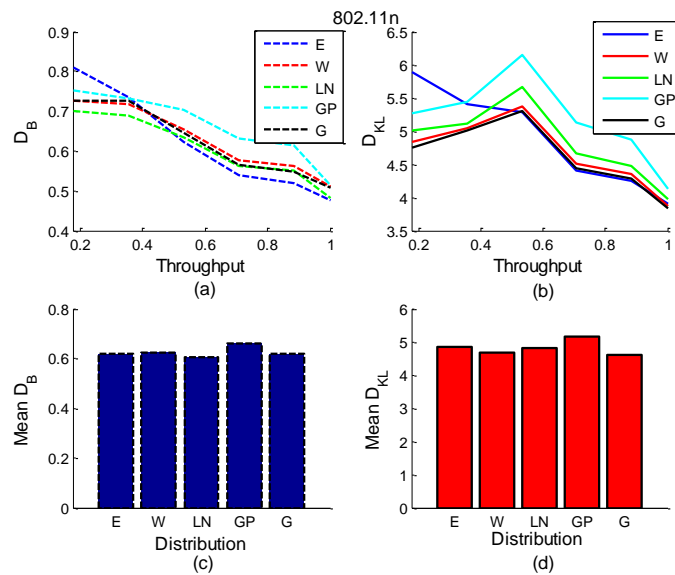 802.11n
0.9
0.8
0.7
0.6
0.5
0.4
D_B
E
W
LN
GP
G
0.2 0.4 0.6 0.8 1
Throughput
(a)
6.5
6
5.5
5
4.5
4
3.5
D_KL
E
W
LN
GP
G
0.2 0.4 0.6 0.8 1
Throughput
(b)
0.8
0.6
0.4
0.2
0
Mean D_B
E W LN GP G
Distribution
(c)
6
5
4
3
2
1
0
Mean D_KL
E W LN GP G
Distribution
(d)